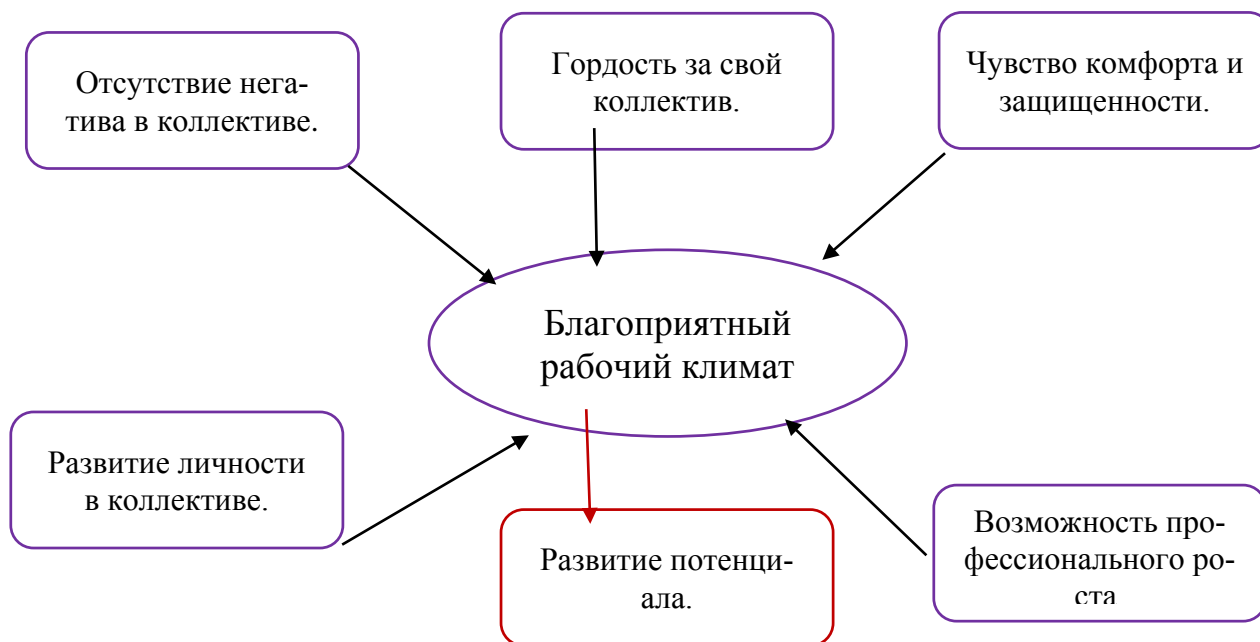 Отсутствие нега-
тива в коллективе.
Гордость за свой
коллектив.
Чувство комфорта и
защищенности.
Благоприятный
рабочий климат
Развитие личности
в коллективе.
Развитие потенци-
ала.
Возможность про-
фессионального ро-
ста